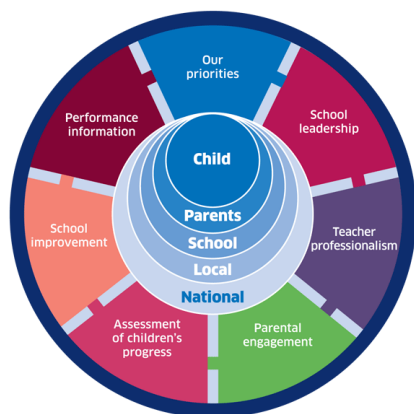 Our
priorities
School
leadership
Teacher
professionalism
Parental
engagement
Assessment
of children's
progress
School
improvement
Performance
information
Child
Parents
School
Local
National